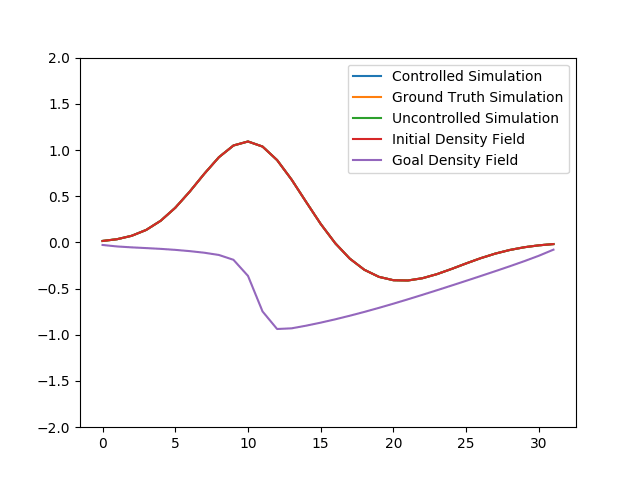 2.0
1.5
1.0
0.5
0.0
−0.5
−1.0
−1.5
−2.0
0 5 10 15 20 25 30
Controlled Simulation
Ground Truth Simulation
Uncontrolled Simulation
Initial Density Field
Goal Density Field